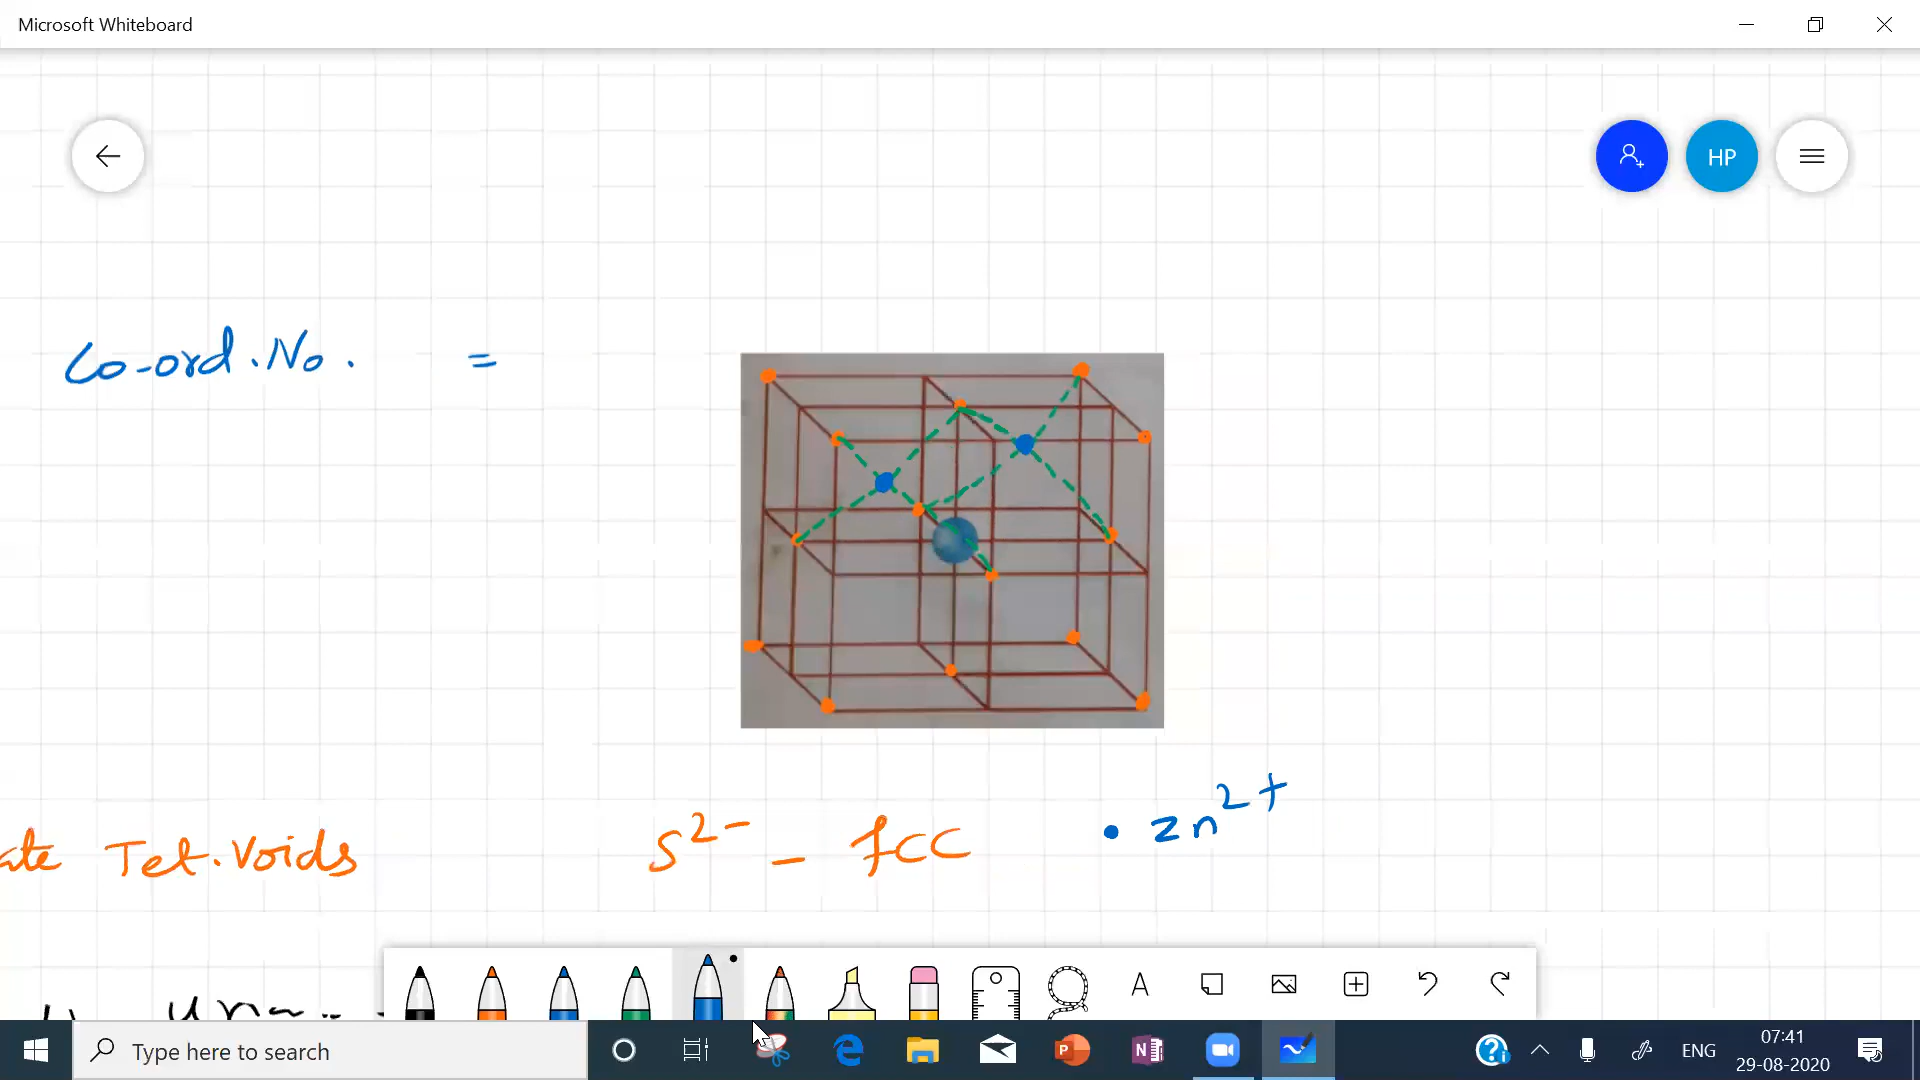 Microsoft Whiteboard
HP
Co-ord.No. =
ate Tet.Voids
S2- - fcc
• Zn2+
A
Type here to search
ENG
07:41
29-08-2020